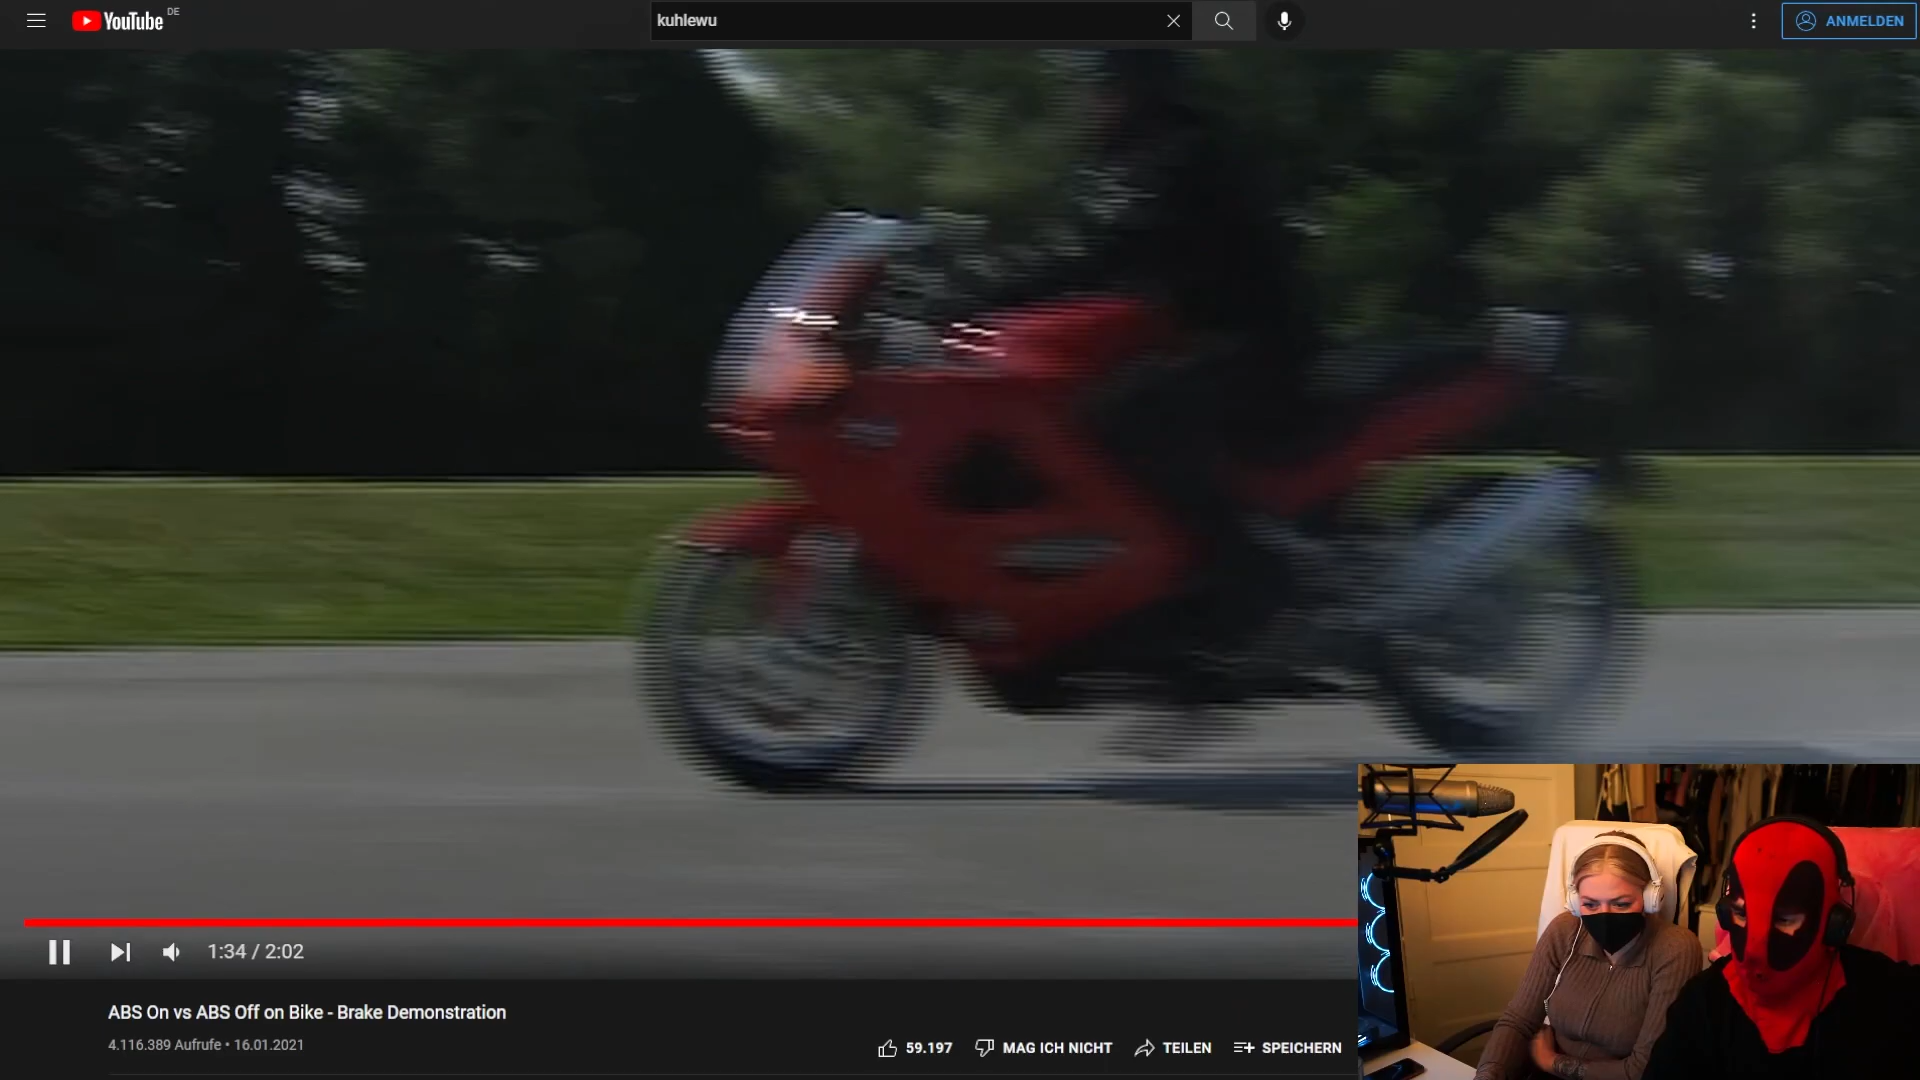 YouTube DE
kuhlewu
ANMELDEN
1:34 / 2:02
ABS On vs ABS Off on Bike - Brake Demonstration
4.116.389 Aufrufe • 16.01.2021
59.197 MAG ICH NICHT TEILEN SPEICHERN